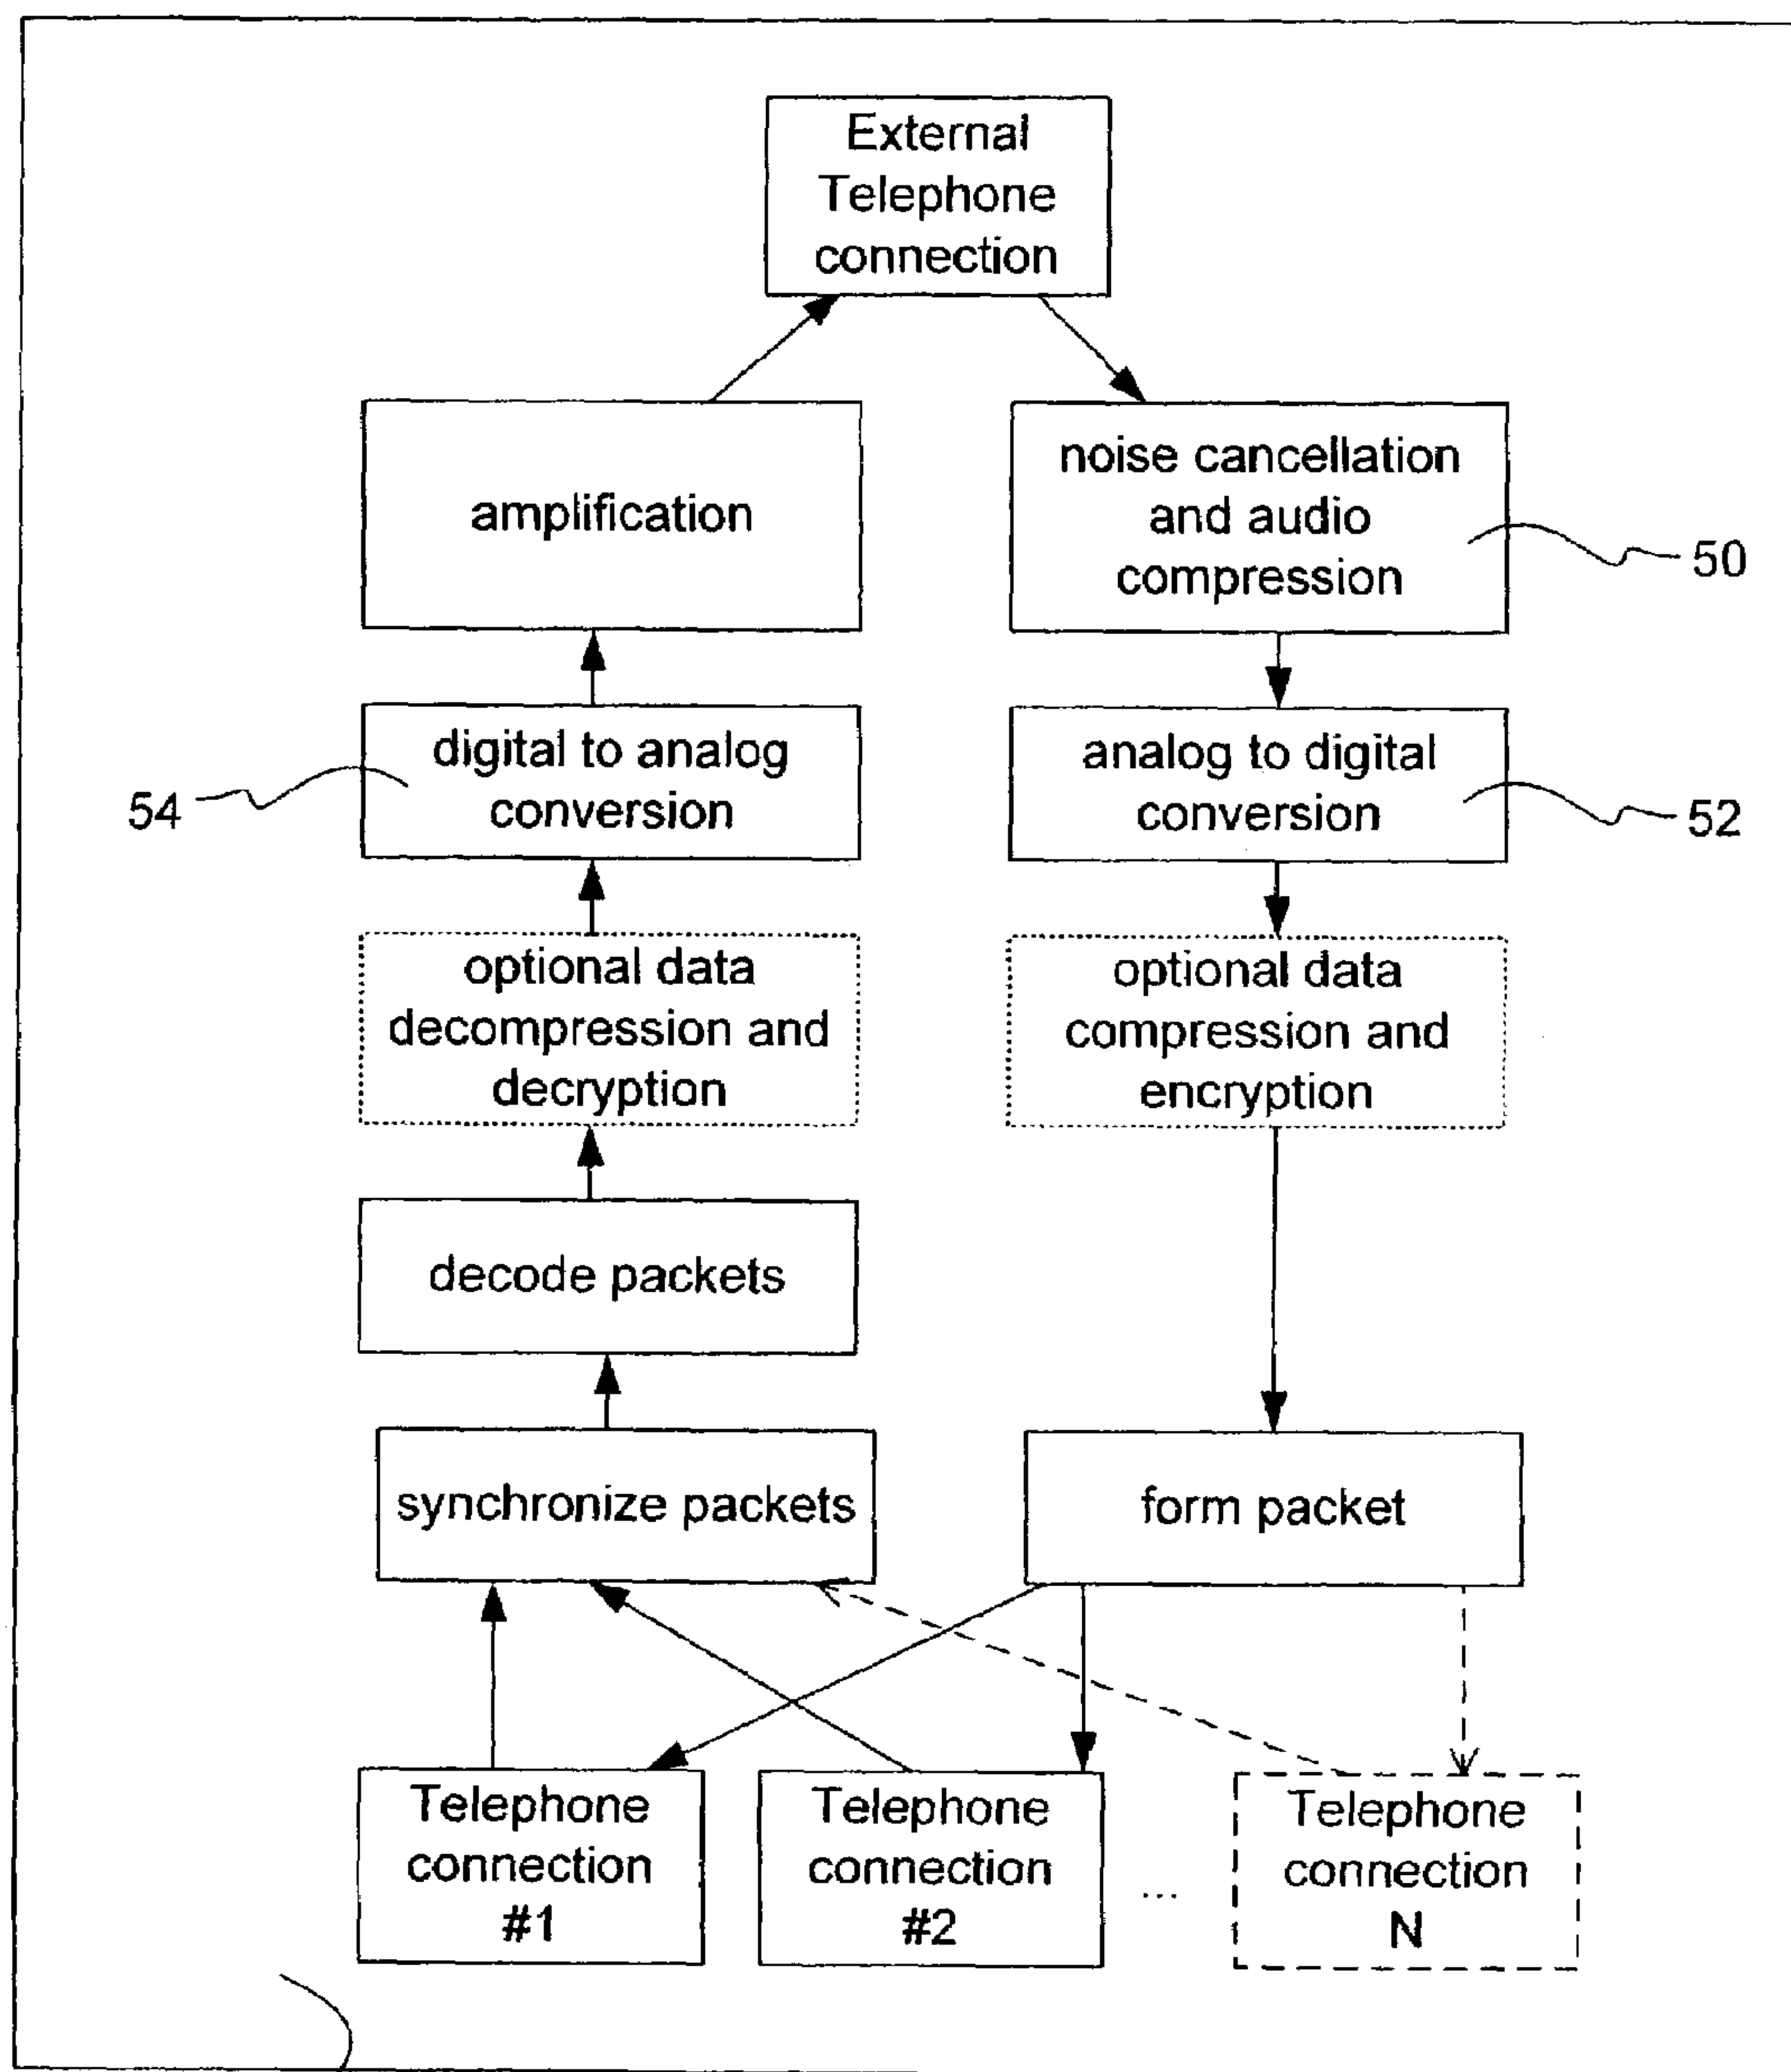 External
Telephone
connection
amplification
noise cancellation
and audio
compression
50
digital to analog
conversion
54
analog to digital
conversion
52
optional data
decompression and
decryption
optional data
compression and
encryption
decode packets
synchronize packets
form packet
Telephone
connection
#1
Telephone
connection
#2
...
Telephone
connection
N